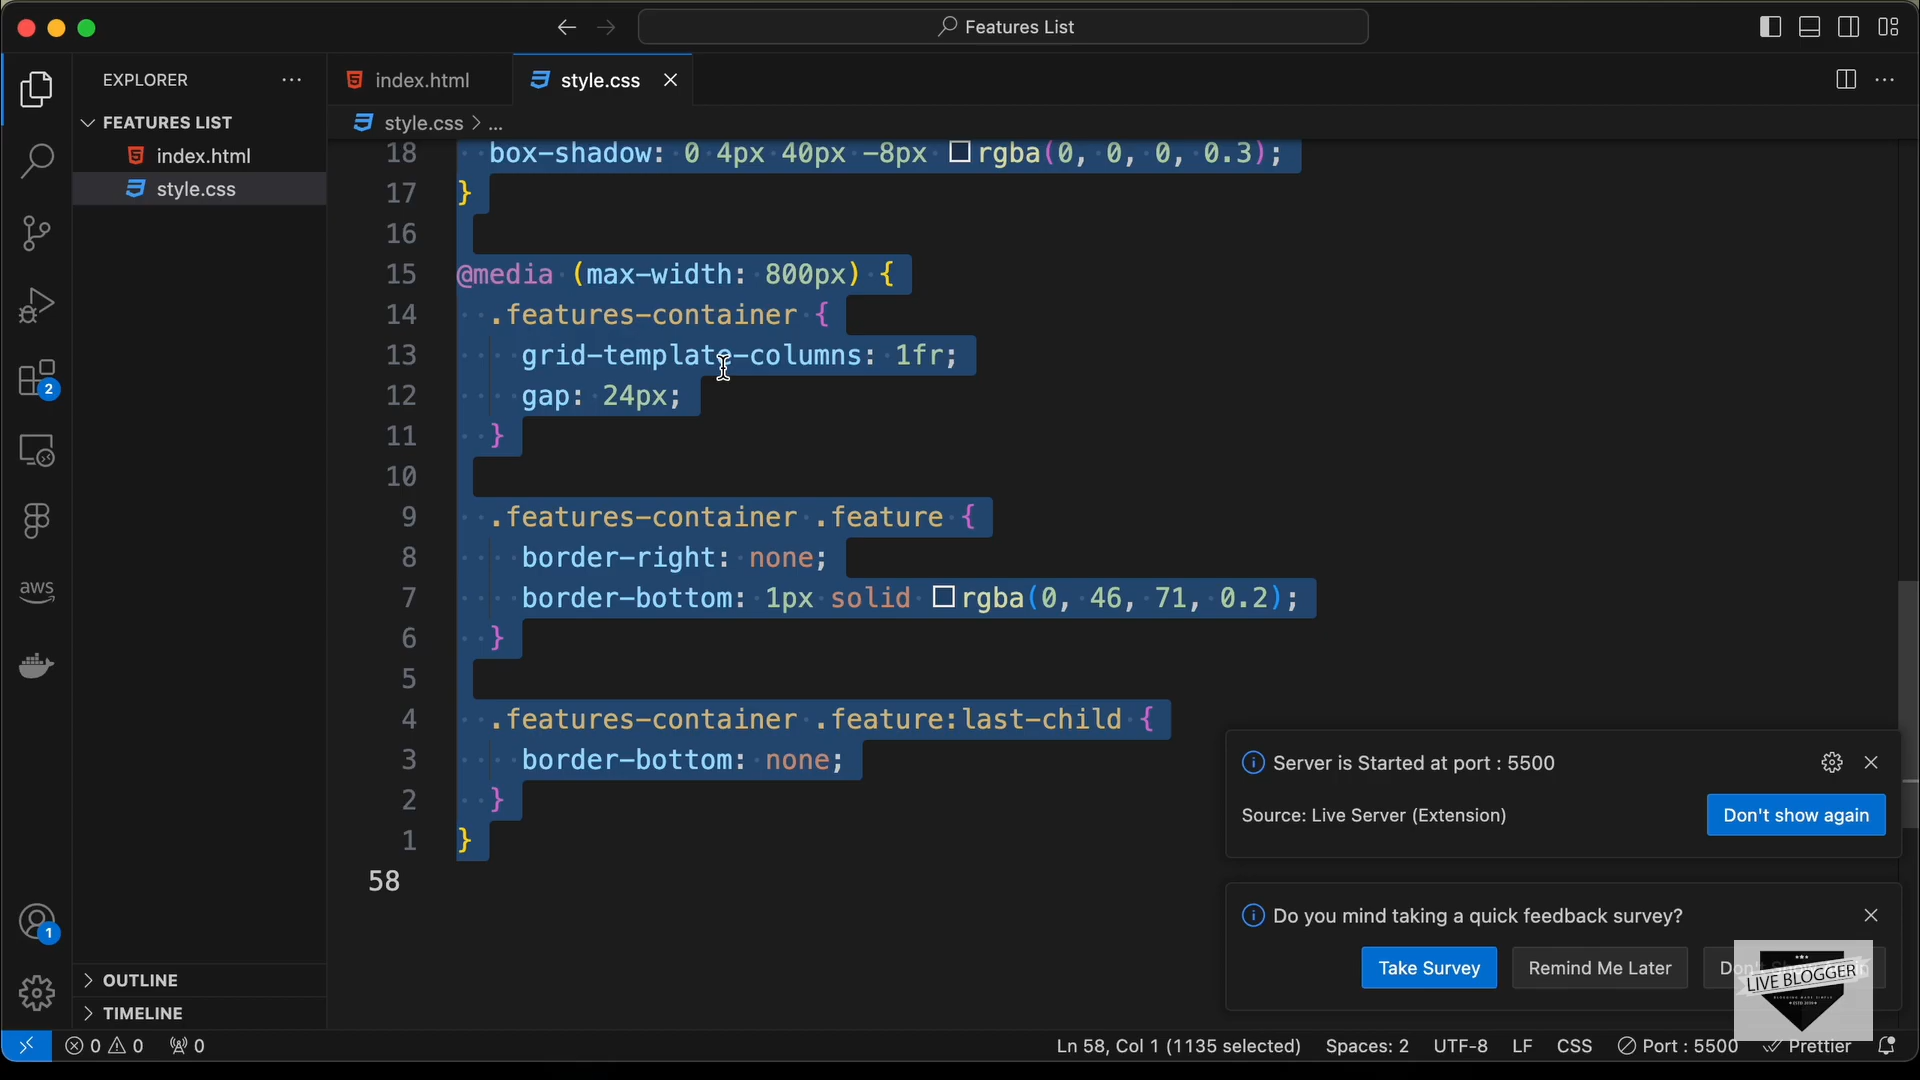 Features List
EXPLORER
index.html
style.css
FEATURES LIST
index.html
style.css
style.css > ...
18 box-shadow: 0 4px 40px -8px rgba(0, 0, 0, 0.3);
17 }
16
15 @media (max-width: 800px) {
14 .features-container {
13 grid-template-columns: 1fr;
12 gap: 24px;
11 }
10
9 .features-container .feature {
8 border-right: none;
7 border-bottom: 1px solid rgba(0, 46, 71, 0.2);
6 }
5
4 .features-container .feature:last-child {
3 border-bottom: none;
2 }
1 }
58
2
aws
1
Server is Started at port : 5500
Source: Live Server (Extension)
Don't show again
Do you mind taking a quick feedback survey?
Take Survey
Remind Me Later
LIVE BLOGGER
OUTLINE
TIMELINE
0 0 0
Ln 58, Col 1 (1135 selected)
Spaces: 2
UTF-8
LF
CSS
Port : 5500
Prettier